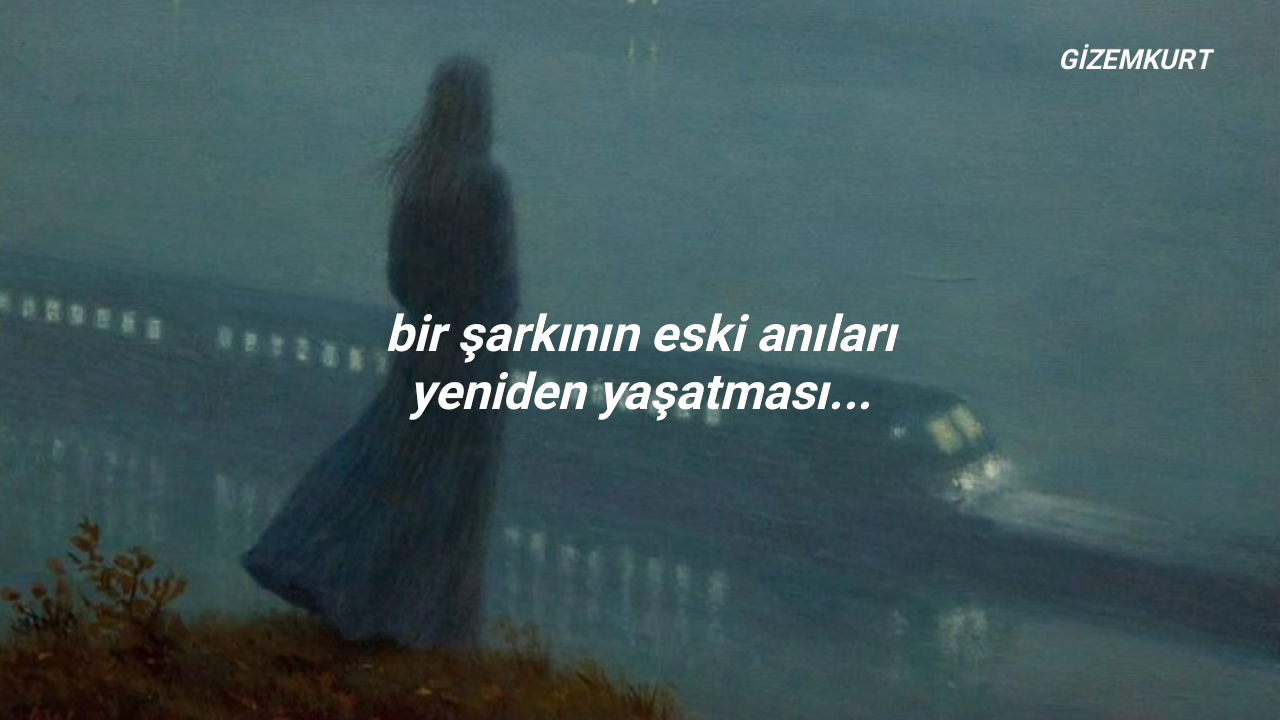 GİZEMKURT
bir şarkının eski anıları
yeniden yaşatması...